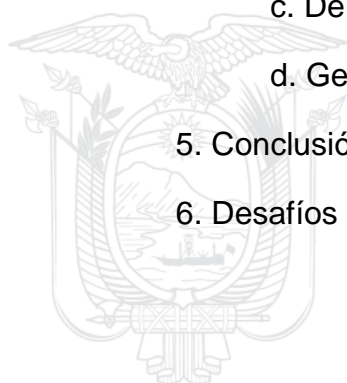 c. De
d. Ge
5. Conclusió
6. Desafíos